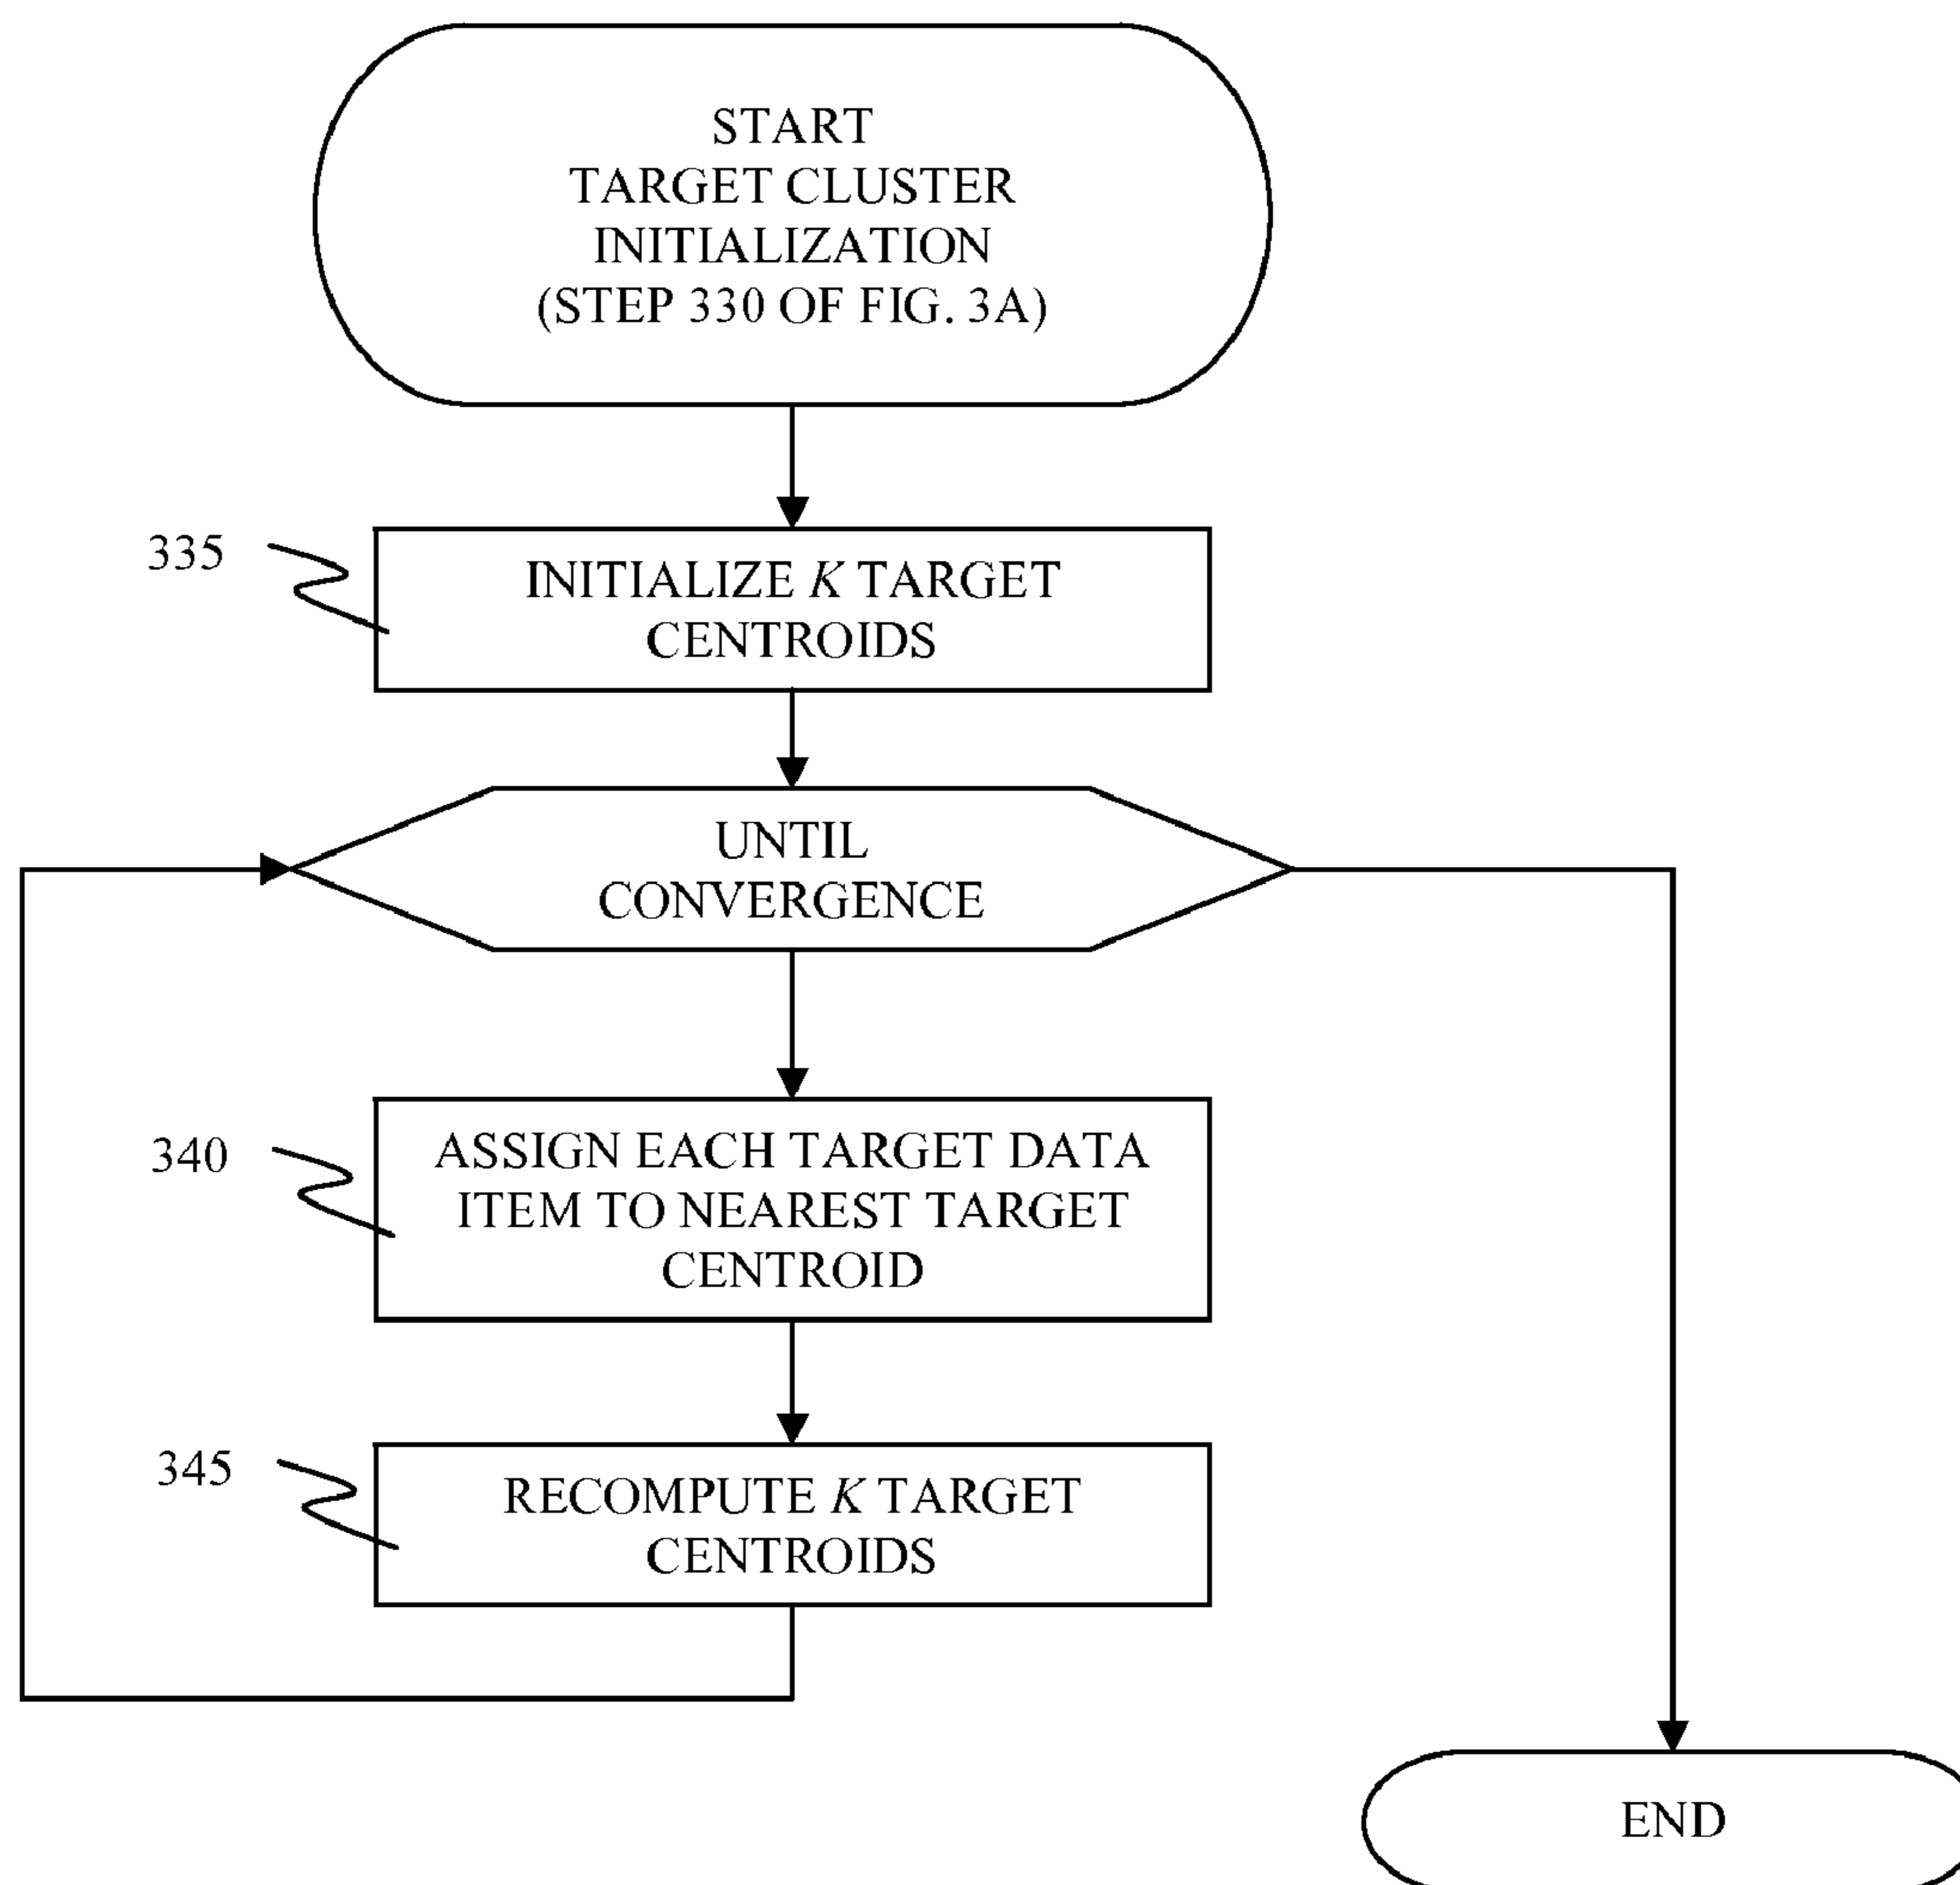 START
TARGET CLUSTER
INITIALIZATION
(STEP 330 OF FIG. 3A)
335
INITIALIZE K TARGET
CENTROIDS
UNTIL
CONVERGENCE
340
ASSIGN EACH TARGET DATA
ITEM TO NEAREST TARGET
CENTROID
345
RECOMPUTE K TARGET
CENTROIDS
END